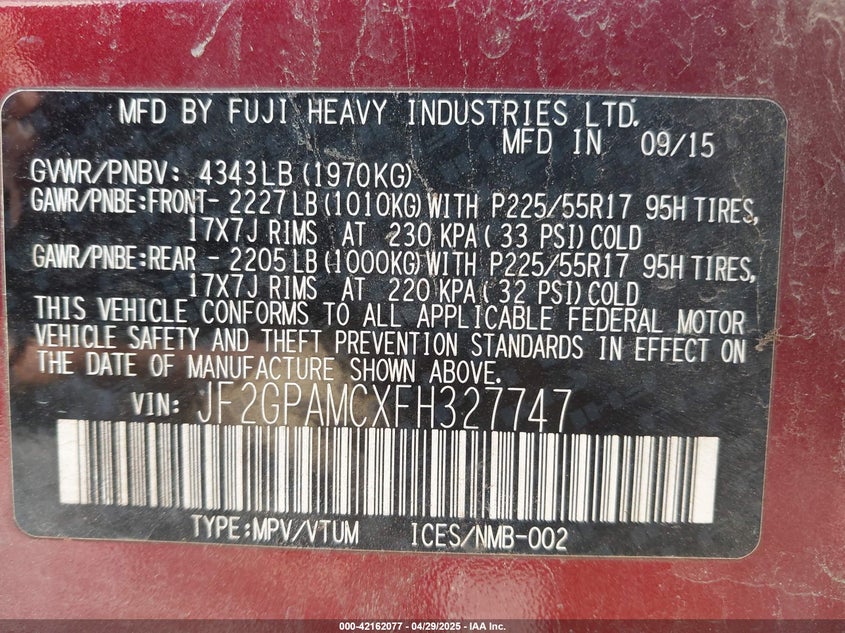 MFD BY FUJI HEAVY INDUSTRIES LTD.
MFD IN 09/15
GVWR/PNBV: 4343LB (1970KG)
GAWR/PNBE:FRONT- 2227LB (1010KG) WITH P225/55R17 95H TIRES,
17X7J RIMS AT 230 KPA( 33 PSI) COLD
GAWR/PNBE:REAR - 2205LB (1000KG) WITH P225/55R17 95H TIRES,
17X7J RIMS AT 220 KPA( 32 PSI) COLD
THIS VEHICLE CONFORMS TO ALL APPLICABLE FEDERAL MOTOR
VEHICLE SAFETY AND THEFT PREVENTION STANDARDS IN EFFECT ON
THE DATE OF MANUFACTURE SHOWN ABOVE.
VIN: JF2GPAMCXFH327747
TYPE:MPV/VTUM ICES/NMB-002
000-42162077 - 04/29/2025 - IAA Inc.